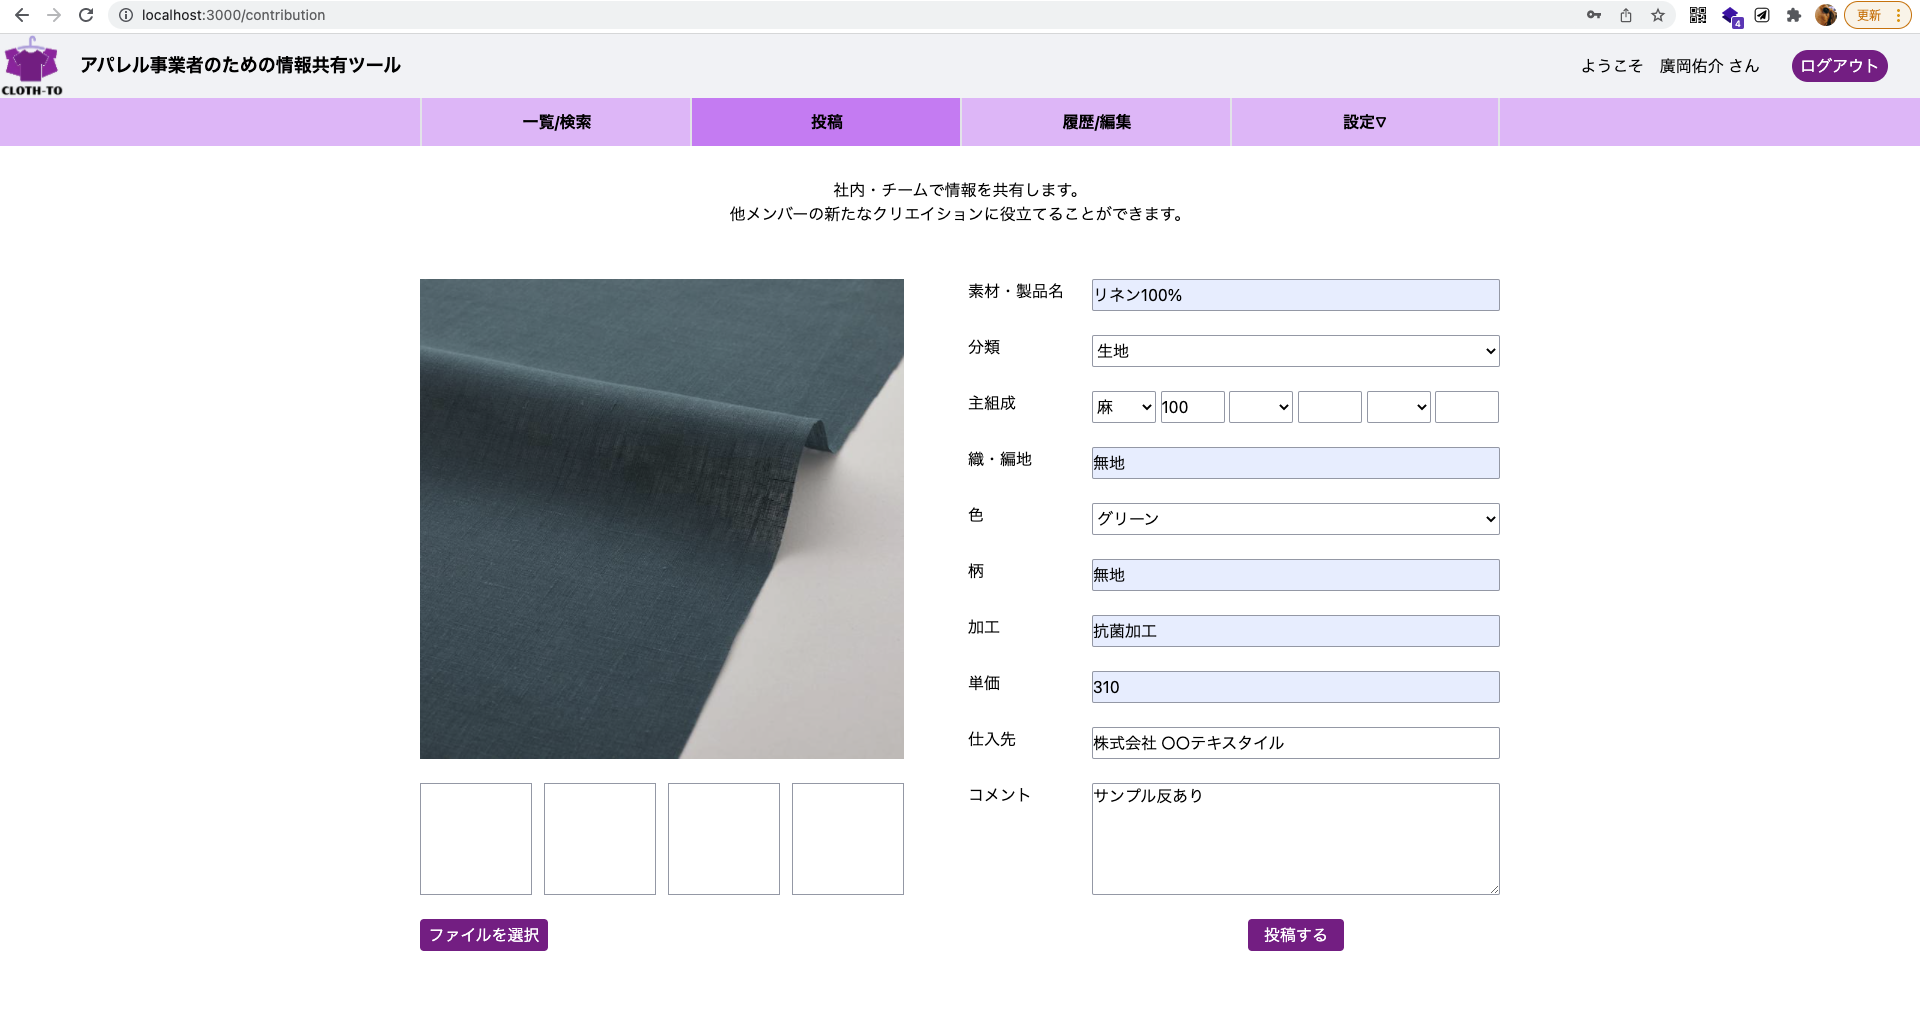 localhost:3000/contribution
4
更新
CLOTH-TO
アパレル事業者のための情報共有ツール
ようこそ 廣岡佑介 さん
ログアウト
一覧/検索
投稿
履歴/編集
設定▽
社内・チームで情報を共有します。
他メンバーの新たなクリエイションに役立てることができます。
素材・製品名
リネン100%
分類
生地
主組成
麻
100
織・編地
無地
色
グリーン
柄
無地
加工
抗菌加工
単価
310
仕入先
株式会社 〇〇テキスタイル
コメント
サンプル反あり
ファイルを選択
投稿する